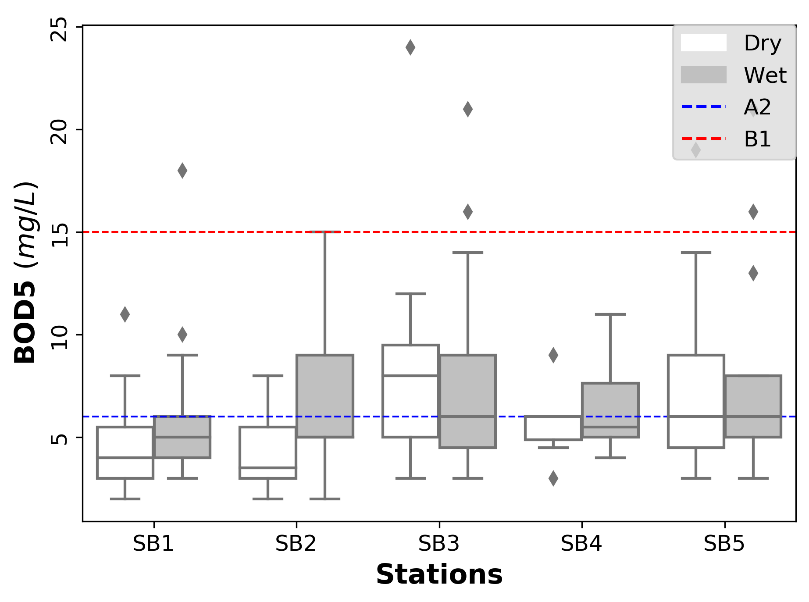 25
20
15
10
5
BOD5 (mg/L)
Dry
Wet
A2
B1
SB1 SB2 SB3 SB4 SB5
Stations